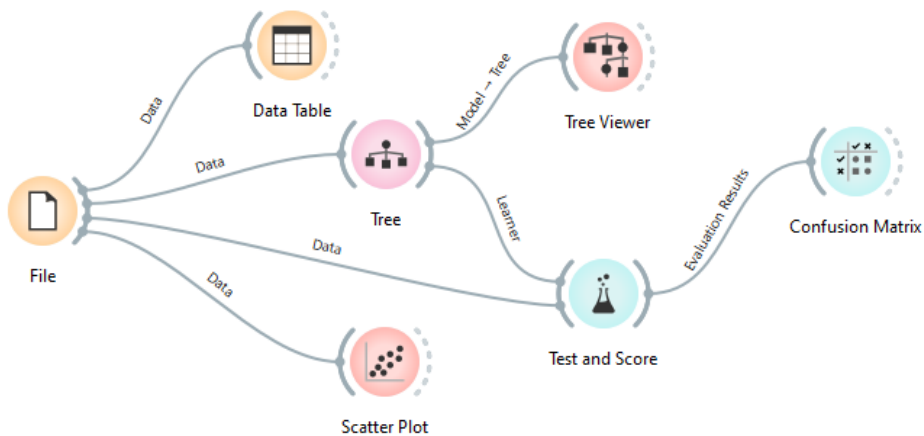 Data Table
Data
Model → Tree
Tree Viewer
Data
Tree
Learner
Evaluation Results
Confusion Matrix
File
Data
Data
Test and Score
Scatter Plot